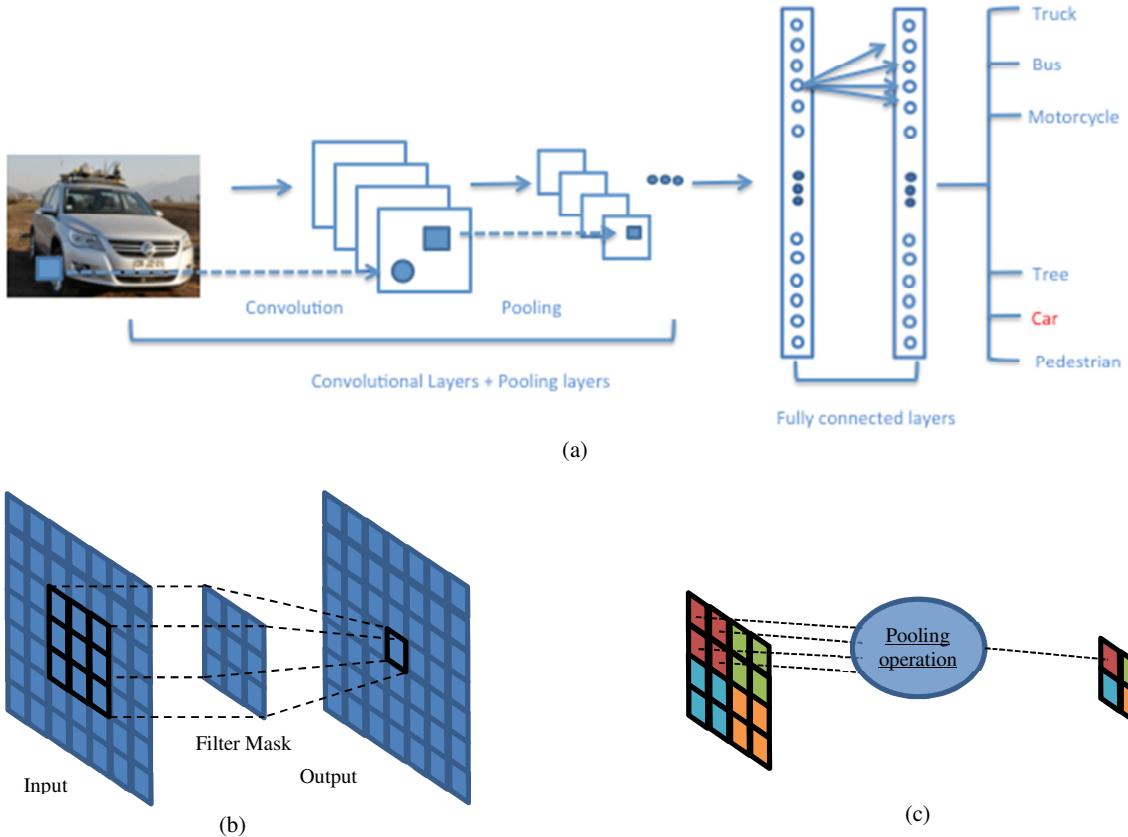 Truck
Bus
Motorcycle
Tree
Car
Pedestrian
Convolution
Pooling
Convolutional Layers + Pooling layers
Fully connected layers
(a)
Filter Mask
Input
Output
(b)
Pooling
operation
(c)